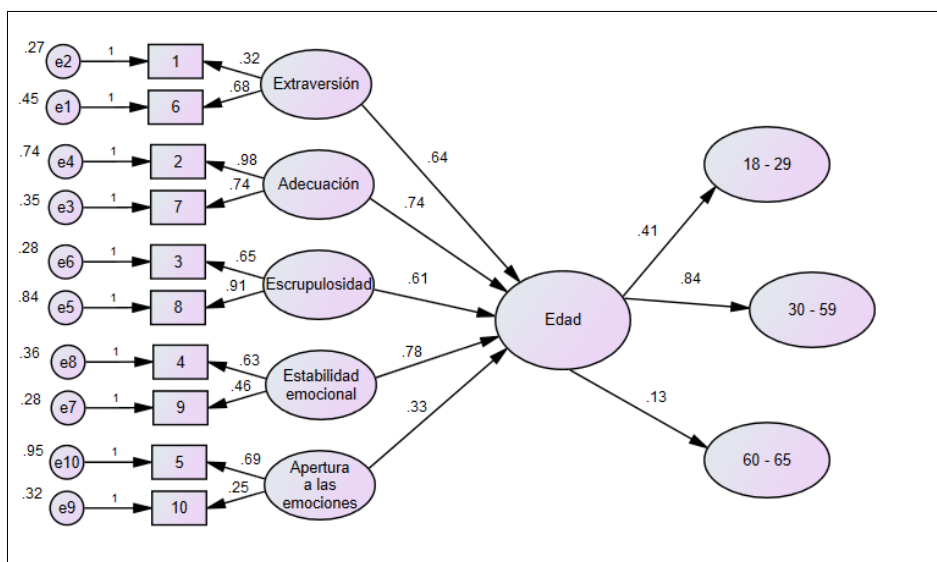 .27
e2
1
1
.32
Extraversión
.45
e1
1
6
.68
.64
.74
e4
1
2
.98
Adecuación
.35
e3
1
7
.74
.74
.28
e6
1
3
.65
Escrupulosidad
.84
e5
1
8
.91
.61
.36
e8
1
4
.63
Estabilidad
emocional
.28
e7
1
9
.46
.78
.95
e10
1
5
.69
Apertura
a las
emociones
.32
e9
1
10
.25
.33
Edad
.41
18 - 29
.84
30 - 59
.13
60 - 65